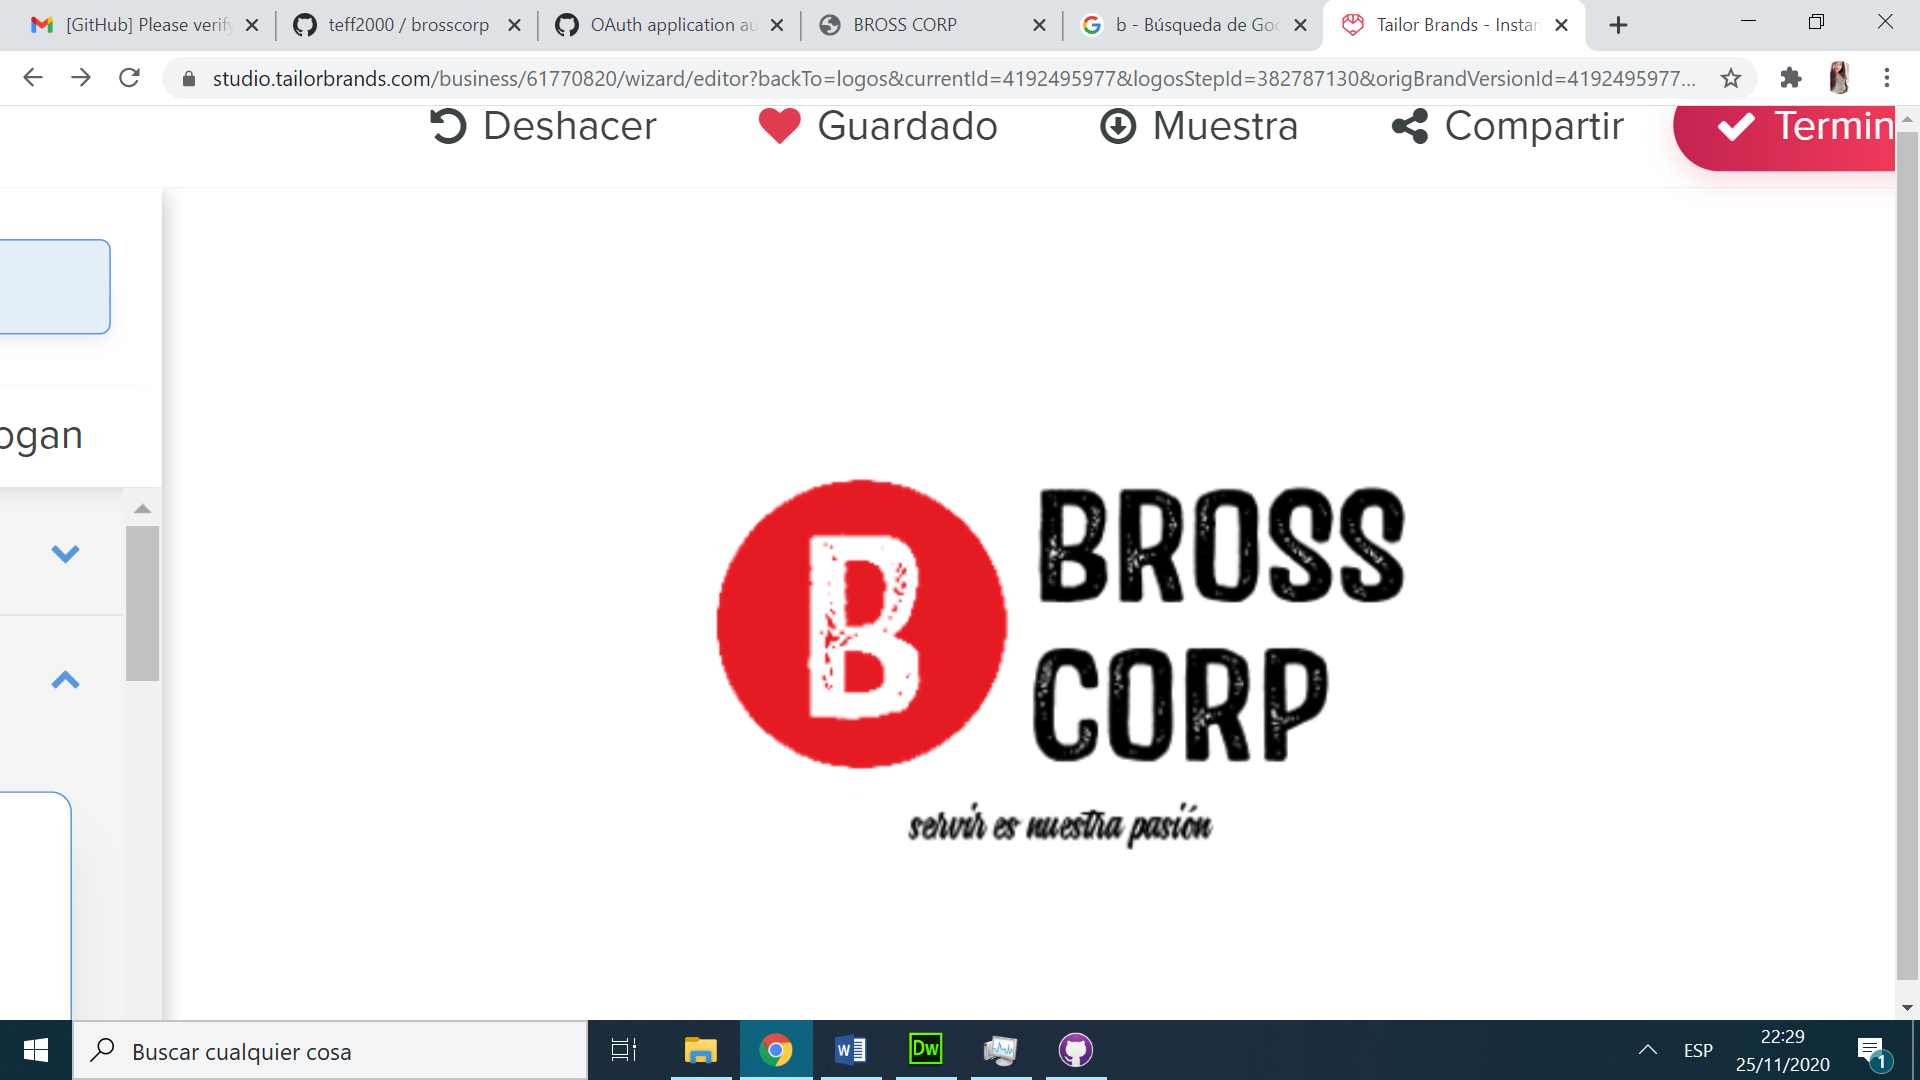 [GitHub] Please verify
teff2000 / brosscorp
OAuth application au
BROSS CORP
b - Búsqueda de Goo
Tailor Brands - Instan
studio.tailorbrands.com/business/61770820/wizard/editor?backTo=logos&currentId=4192495977&logosStepId=382787130&origBrandVersionId=4192495977...
Deshacer
Guardado
Muestra
Compartir
Termin
ogan
B
BROSS
CORP
servir es nuestra pasión
Buscar cualquier cosa
W
Dw
ESP
22:29
25/11/2020
1